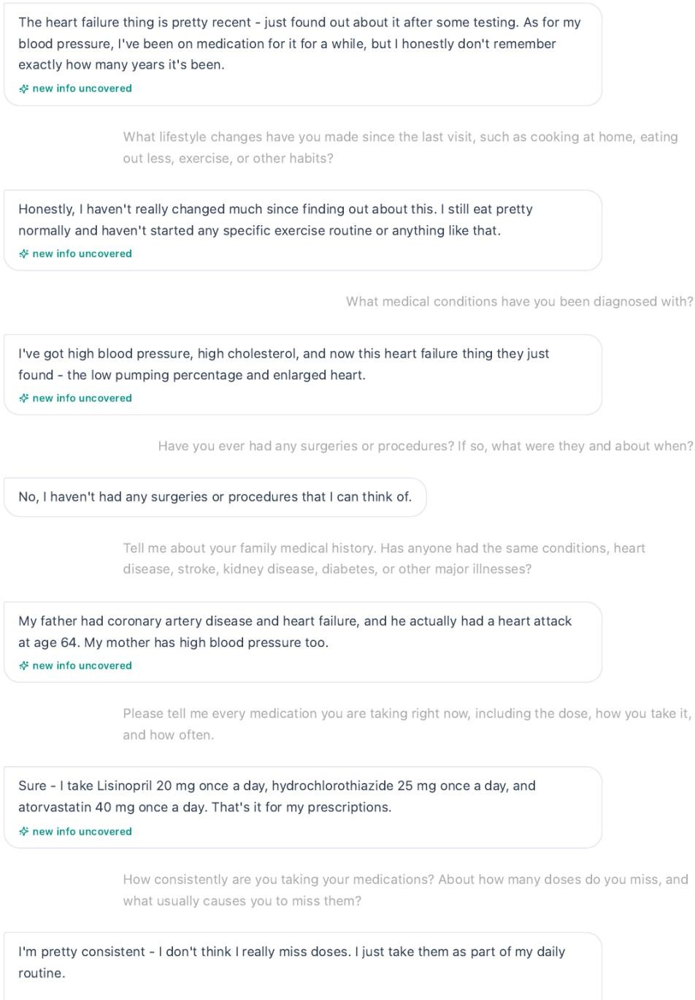 The heart failure thing is pretty recent - just found out about it after some testing. As for my
blood pressure, I've been on medication for it for a while, but I honestly don't remember
exactly how many years it's been.
new info uncovered
What lifestyle changes have you made since the last visit, such as cooking at home, eating
out less, exercise, or other habits?
Honestly, I haven't really changed much since finding out about this. I still eat pretty
normally and haven't started any specific exercise routine or anything like that.
new info uncovered
What medical conditions have you been diagnosed with?
I've got high blood pressure, high cholesterol, and now this heart failure thing they just
found - the low pumping percentage and enlarged heart.
new info uncovered
Have you ever had any surgeries or procedures? If so, what were they and about when?
No, I haven't had any surgeries or procedures that I can think of.
Tell me about your family medical history. Has anyone had the same conditions, heart
disease, stroke, kidney disease, diabetes, or other major illnesses?
My father had coronary artery disease and heart failure, and he actually had a heart attack
at age 64. My mother has high blood pressure too.
new info uncovered
Please tell me every medication you are taking right now, including the dose, how you take it,
and how often.
Sure - I take Lisinopril 20 mg once a day, hydrochlorothiazide 25 mg once a day, and
atorvastatin 40 mg once a day. That's it for my prescriptions.
new info uncovered
How consistently are you taking your medications? About how many doses do you miss, and
what usually causes you to miss them?
I'm pretty consistent - I don't think I really miss doses. I just take them as part of my daily
routine.